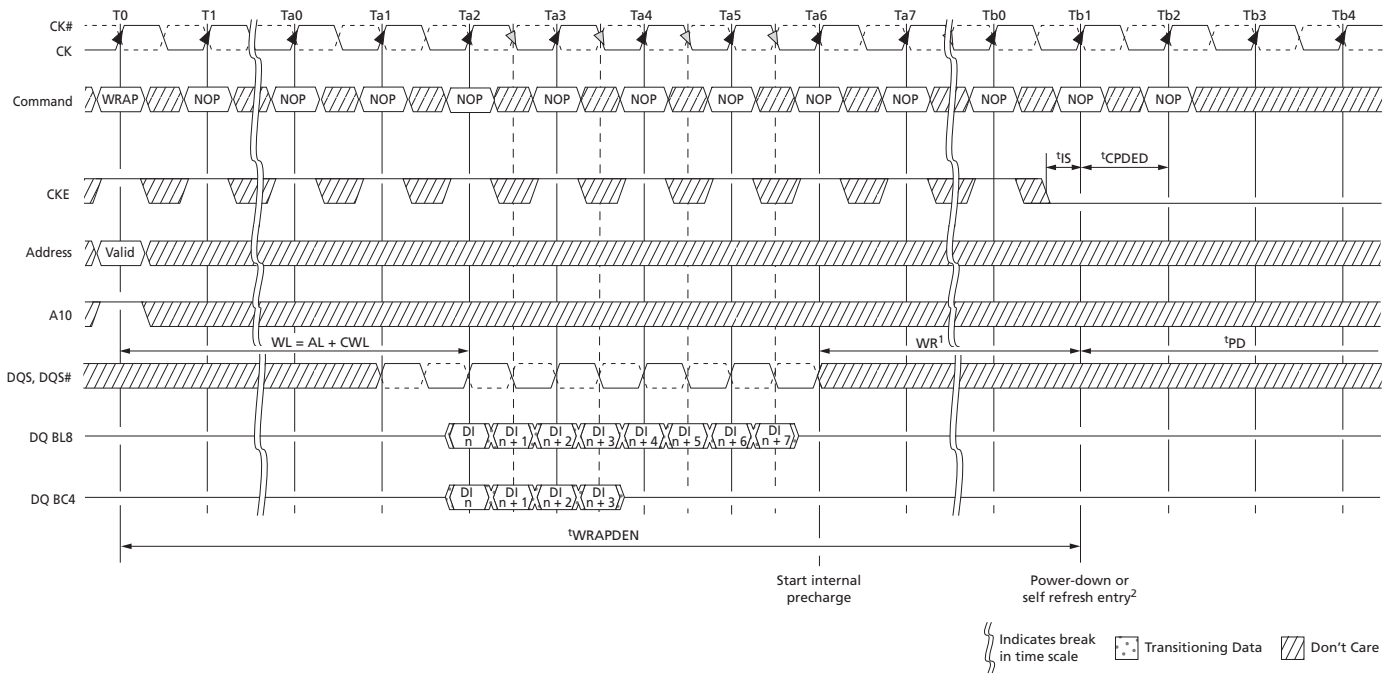 T0 T1 Ta0 Ta1 Ta2 Ta3 Ta4 Ta5 Ta6 Ta7 Tb0 Tb1 Tb2 Tb3 Tb4
CK#
CK
Command WRAP NOP NOP NOP NOP NOP NOP NOP NOP NOP NOP NOP NOP
tIS tCPDED
CKE
Address Valid
A10
WL = AL + CWL WR1 tPD
DQS, DQS#
DQ BL8 DI n DI n + 1 DI n + 2 DI n + 3 DI n + 4 DI n + 5 DI n + 6 DI n + 7
DQ BC4 DI n DI n + 1 DI n + 2 DI n + 3
tWRAPDEN
Start internal
precharge
Power-down or
self refresh entry2
Indicates break
in time scale
Transitioning Data
Don't Care